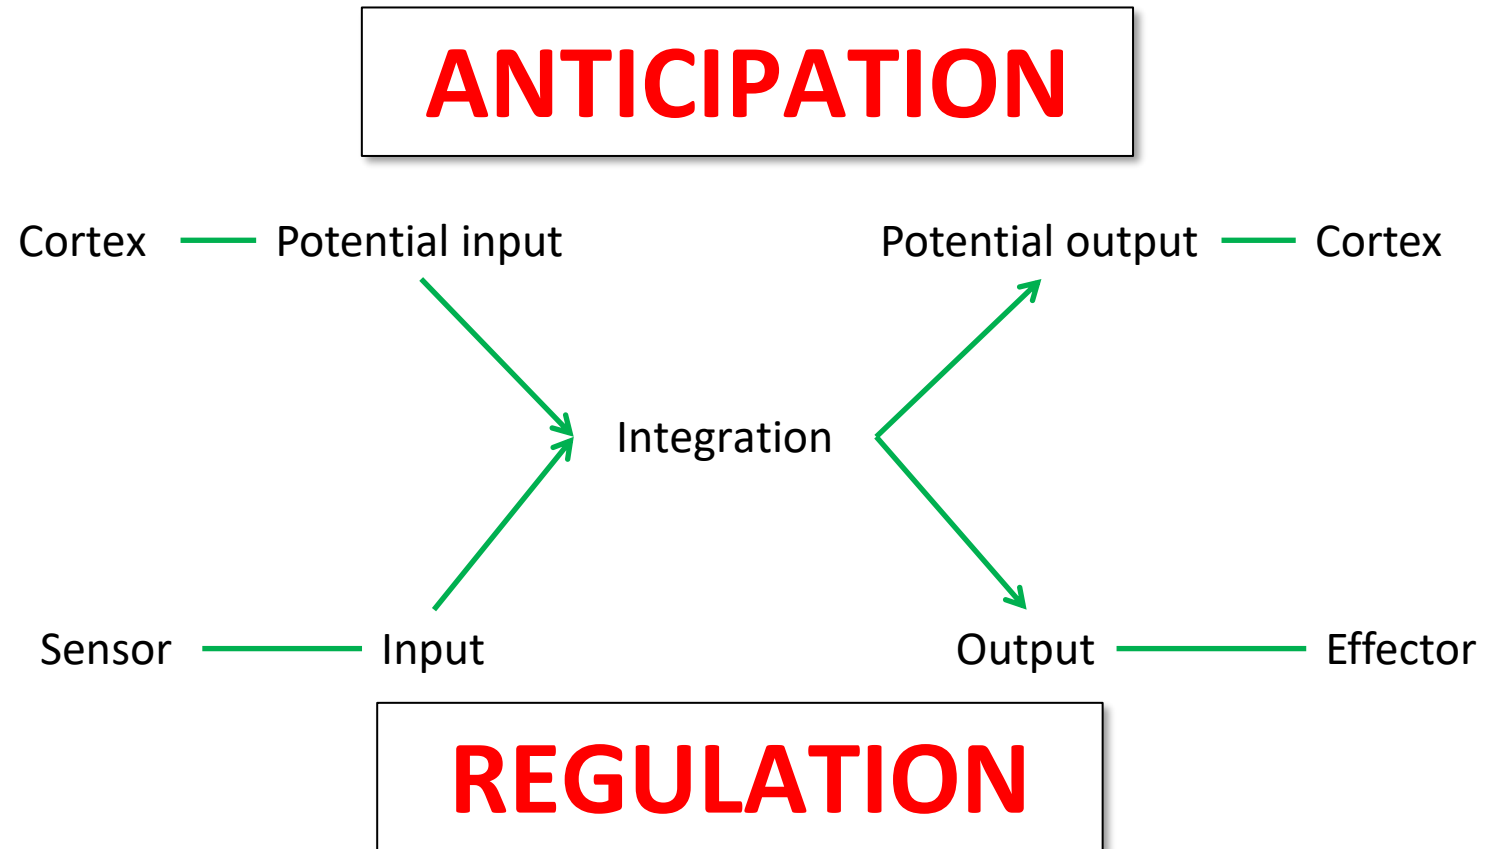 ANTICIPATION
Cortex Potential input Potential output Cortex
Integration
Sensor Input Output Effector
REGULATION